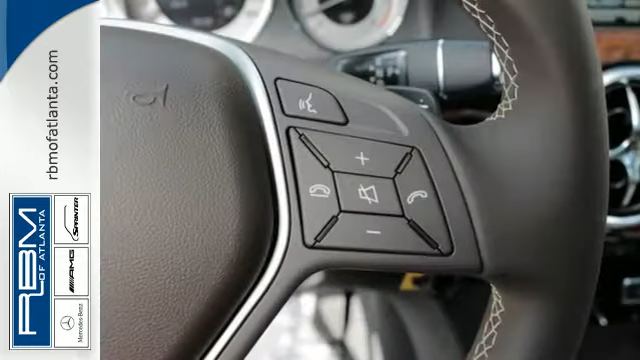 rbmofatlanta.com
RBM
OF ATLANTA
SPRINTER
AMG
Mercedes-Benz
+
−